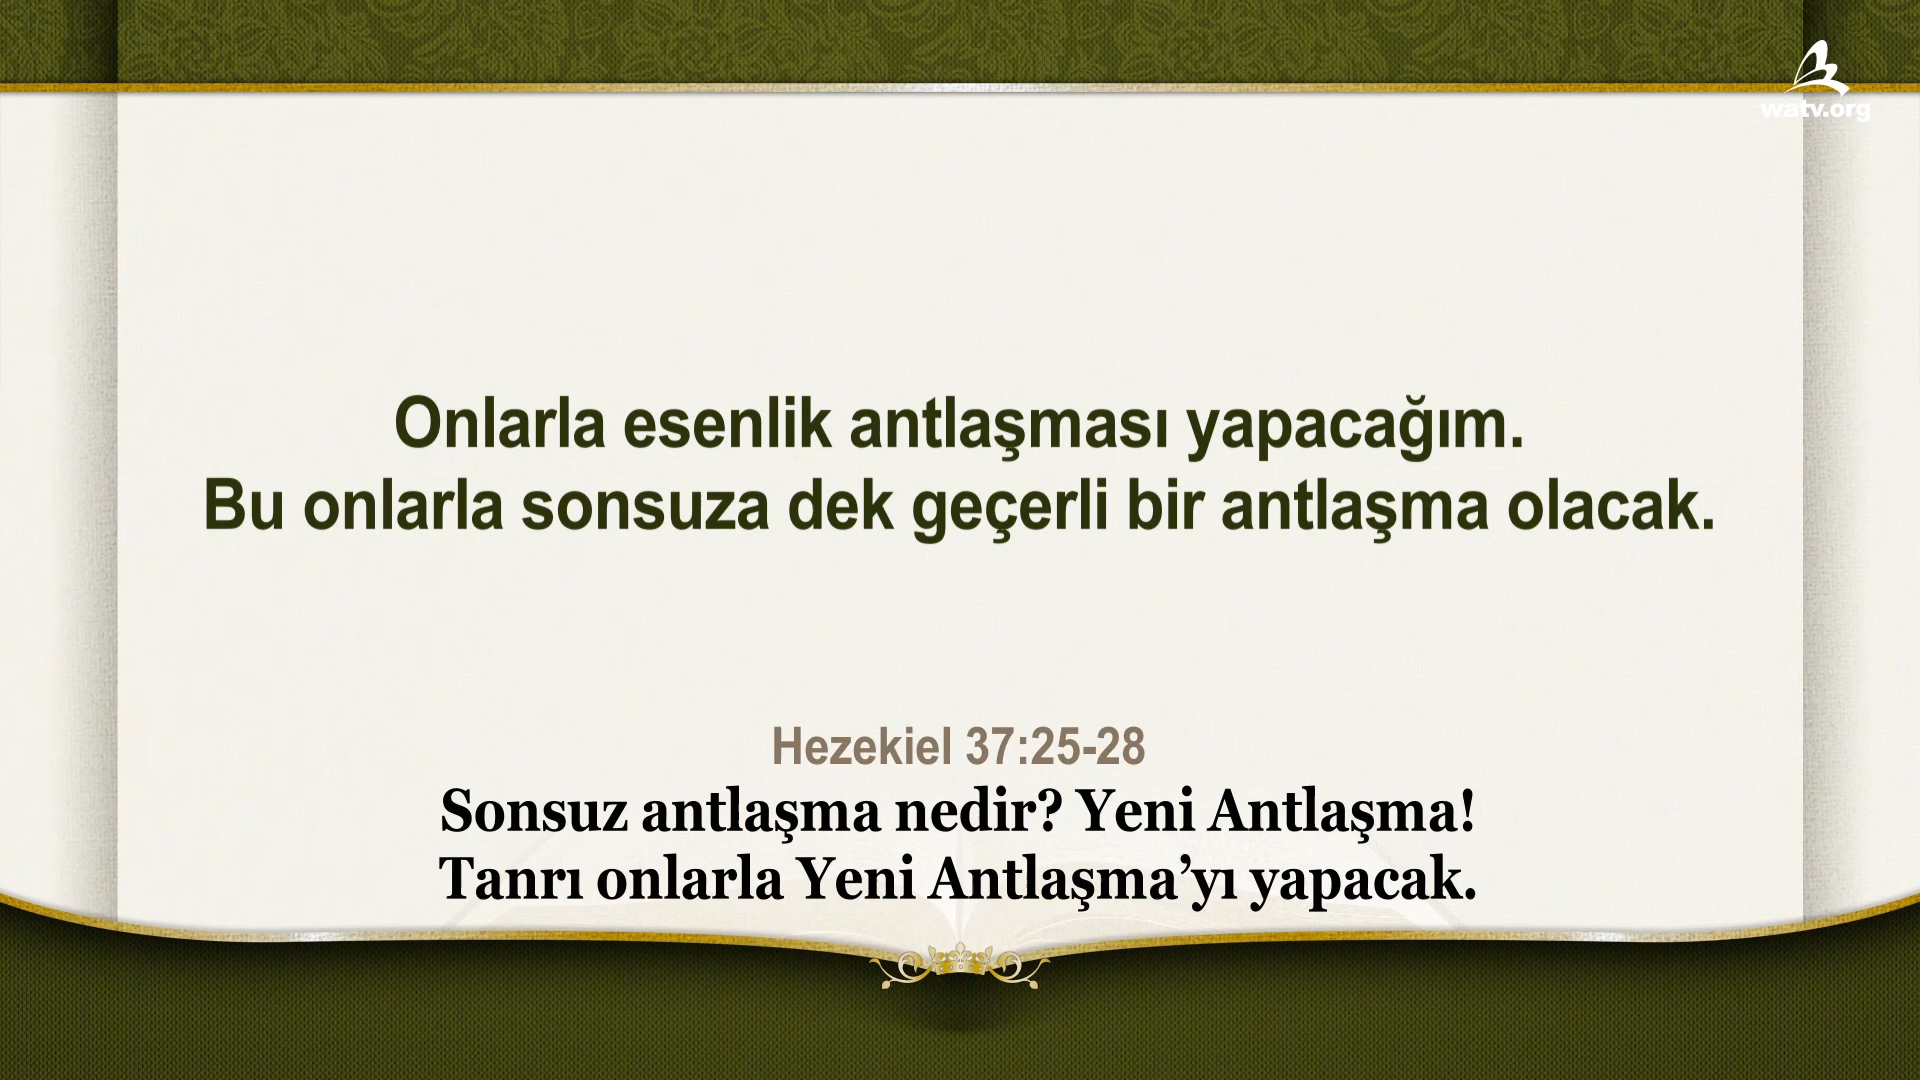 watv.org
Onlarla esenlik antlaşması yapacağım.
Bu onlarla sonsuza dek geçerli bir antlaşma olacak.
Hezekiel 37:25-28
Sonsuz antlaşma nedir? Yeni Antlaşma!
Tanrı onlarla Yeni Antlaşma’yı yapacak.